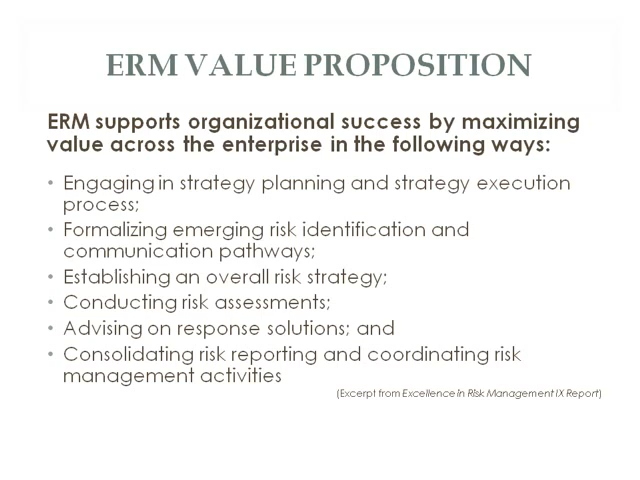 ERM VALUE PROPOSITION
ERM supports organizational success by maximizing
value across the enterprise in the following ways:
• Engaging in strategy planning and strategy execution
process;
• Formalizing emerging risk identification and
communication pathways;
• Establishing an overall risk strategy;
• Conducting risk assessments;
• Advising on response solutions; and
• Consolidating risk reporting and coordinating risk
management activities
(Excerpt from Excellence in Risk Management IX Report)